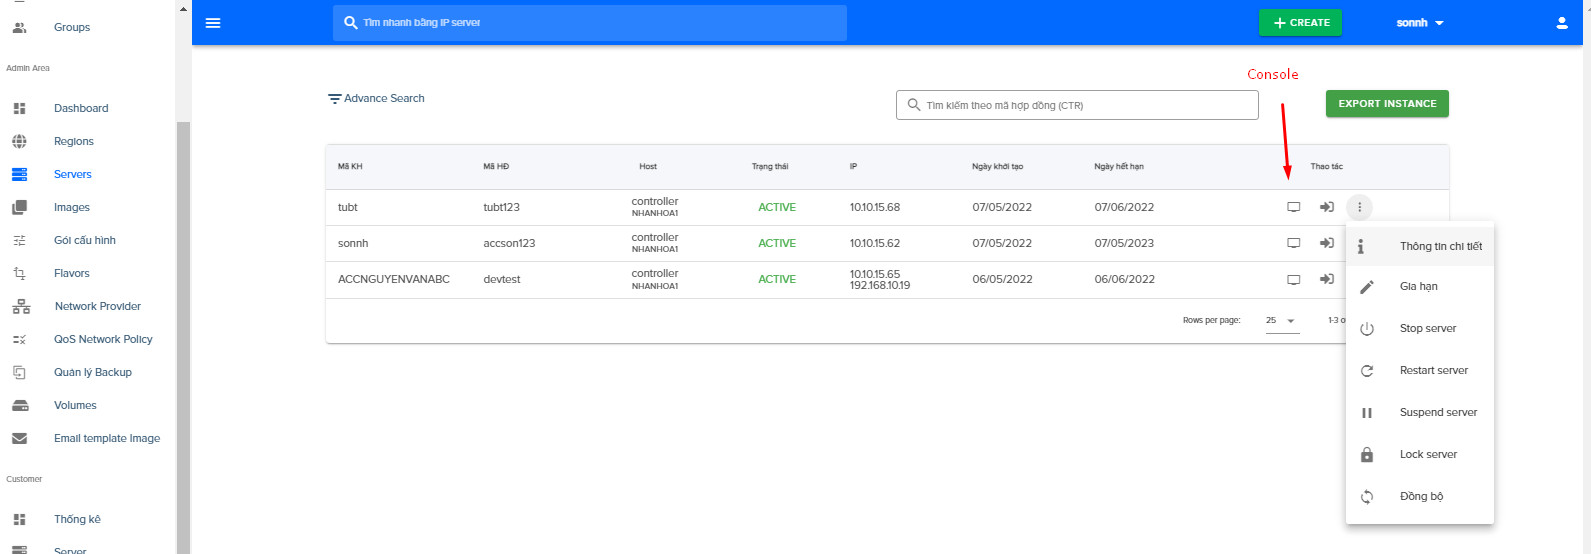 Tìm nhanh bằng IP server
CREATE
sonnh
Groups
Admin Area
Dashboard
Regions
Servers
Images
Gói cấu hình
Flavors
Network Provider
QoS Network Policy
Quản lý Backup
Volumes
Email template Image
Customer
Thống kê
Server
Console
Advance Search
Tìm kiếm theo mã hợp đồng (CTR)
EXPORT INSTANCE
Mã KH Mã HĐ Host Trạng thái IP Ngày khởi tạo Ngày hết hạn Thao tác
tubt tubt123 controller NHANHOA1 ACTIVE 10.10.15.68 07/05/2022 07/06/2022
sonnh accson123 controller NHANHOA1 ACTIVE 10.10.15.62 07/05/2022 07/05/2023
ACCNGUYENVANABC devtest controller NHANHOA1 ACTIVE 10.10.15.65 192.168.10.19 06/05/2022 06/06/2022
Rows per page: 25 1-3 o
Thông tin chi tiết
Gia hạn
Stop server
Restart server
Suspend server
Lock server
Đồng bộ